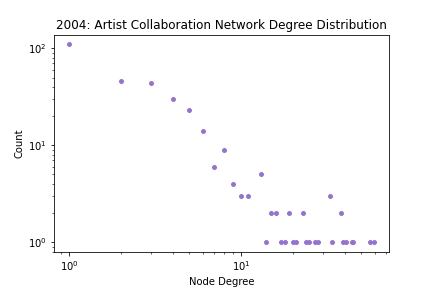 2004: Artist Collaboration Network Degree Distribution
10²
10¹
10⁰
Count
10⁰ 10¹
Node Degree